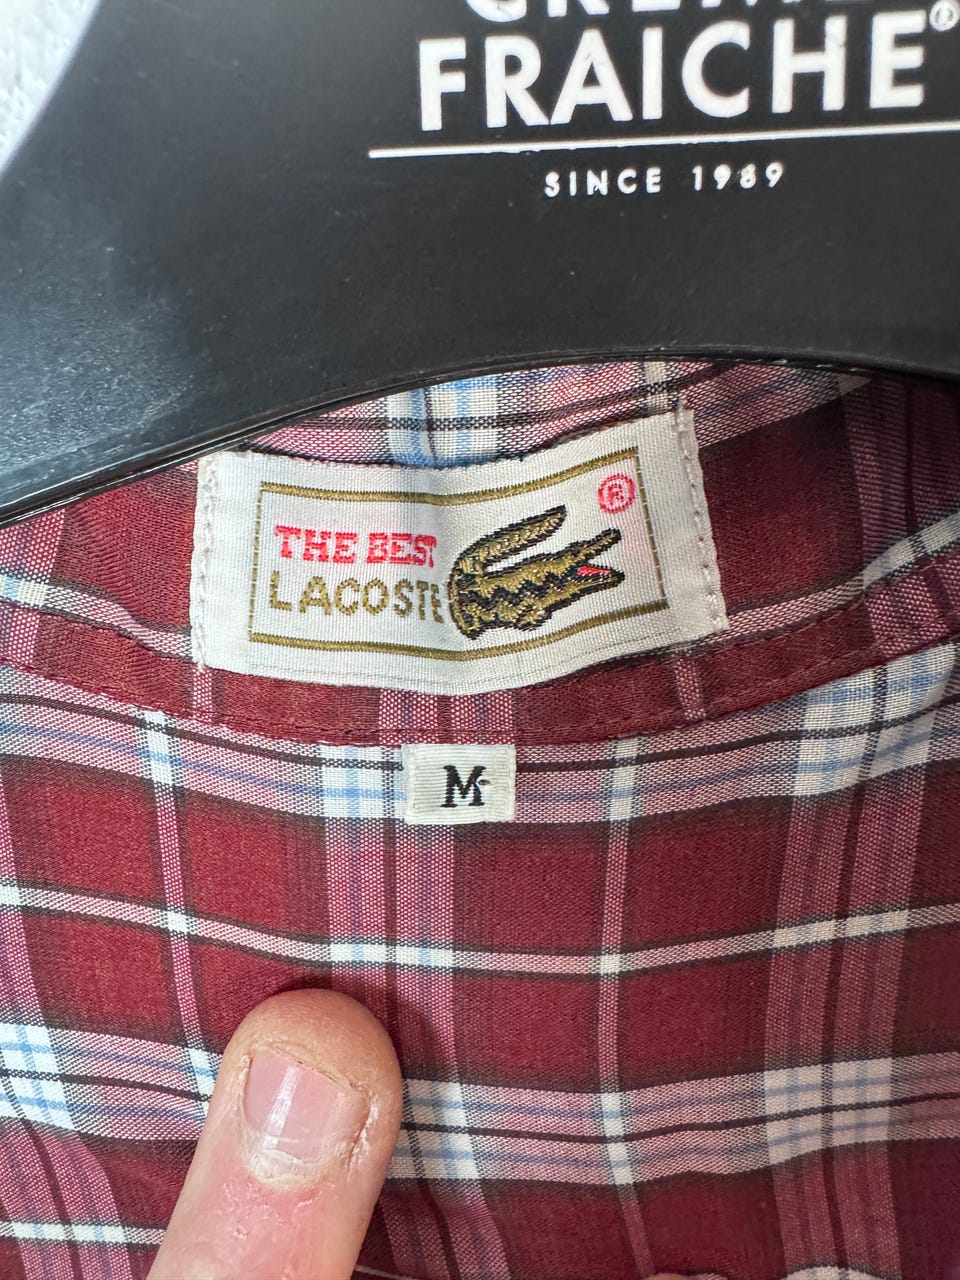 FRAICHE®
SINCE 1989
®
THE BEST
LACOSTE
M